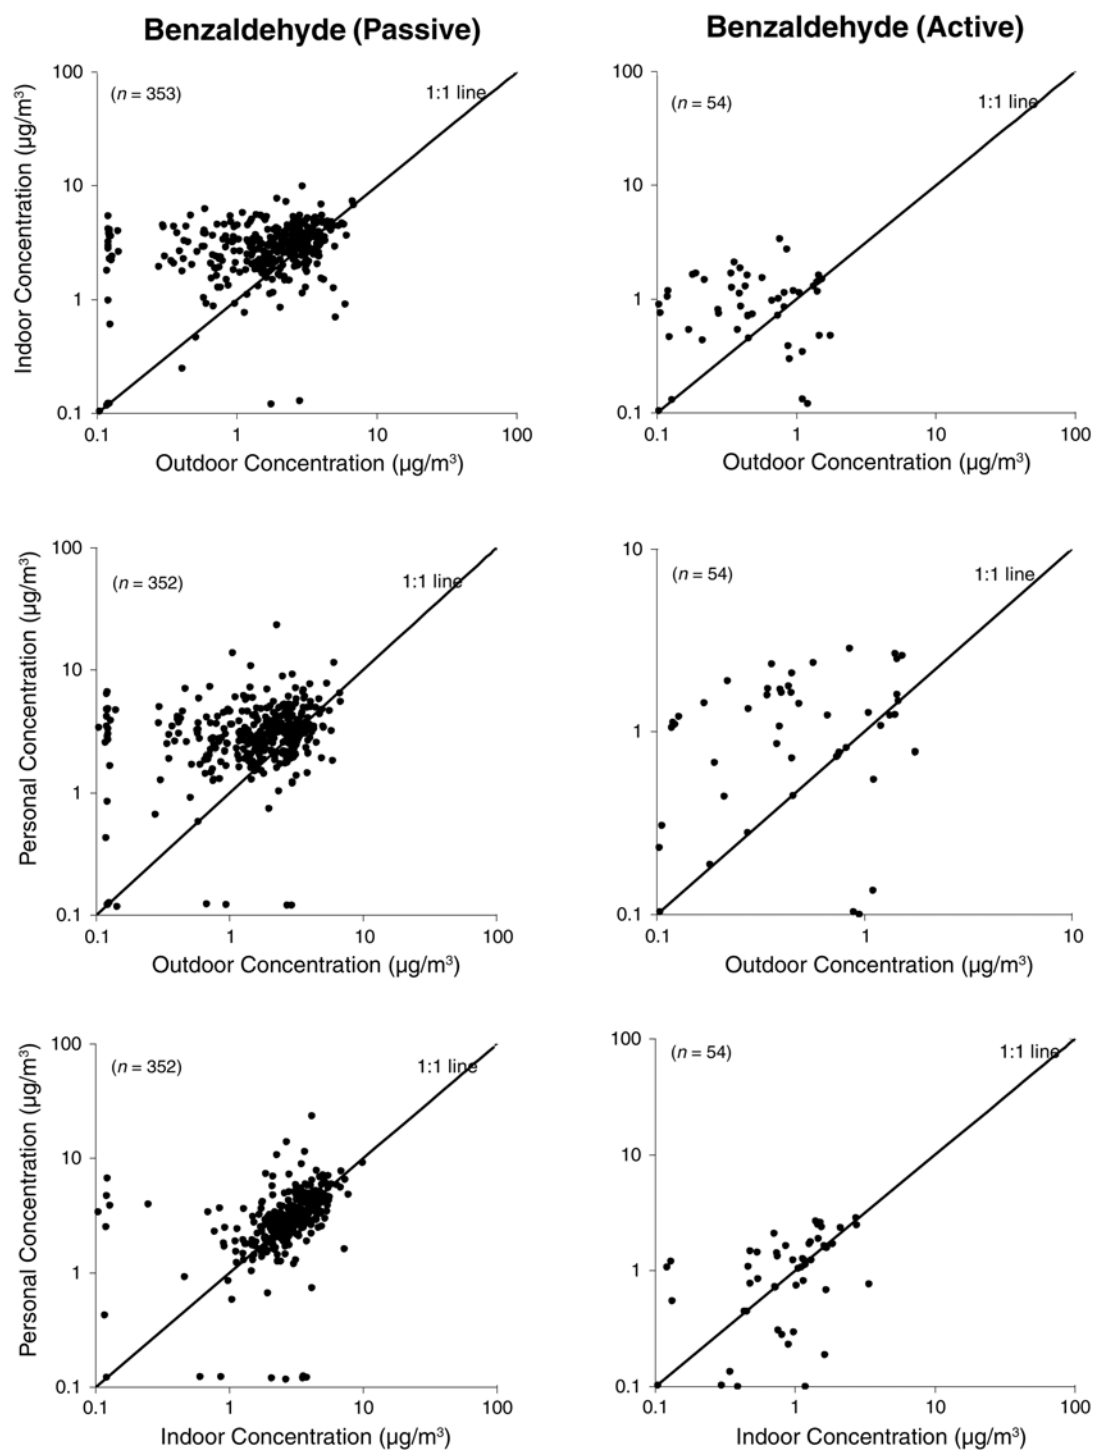 Benzaldehyde (Passive)
Benzaldehyde (Active)
100
(n = 353)
1:1 line
10
1
0.1
Indoor Concentration (µg/m³)
0.1
1
10
100
Outdoor Concentration (µg/m³)
100
(n = 54)
1:1 line
10
1
0.1
0.1
1
10
100
Outdoor Concentration (µg/m³)
100
(n = 352)
1:1 line
10
1
0.1
Personal Concentration (µg/m³)
0.1
1
10
100
Outdoor Concentration (µg/m³)
10
(n = 54)
1:1 line
1
0.1
0.1
1
10
Outdoor Concentration (µg/m³)
100
(n = 352)
1:1 line
10
1
0.1
Personal Concentration (µg/m³)
0.1
1
10
100
Indoor Concentration (µg/m³)
100
(n = 54)
1:1 line
10
1
0.1
0.1
1
10
100
Indoor Concentration (µg/m³)